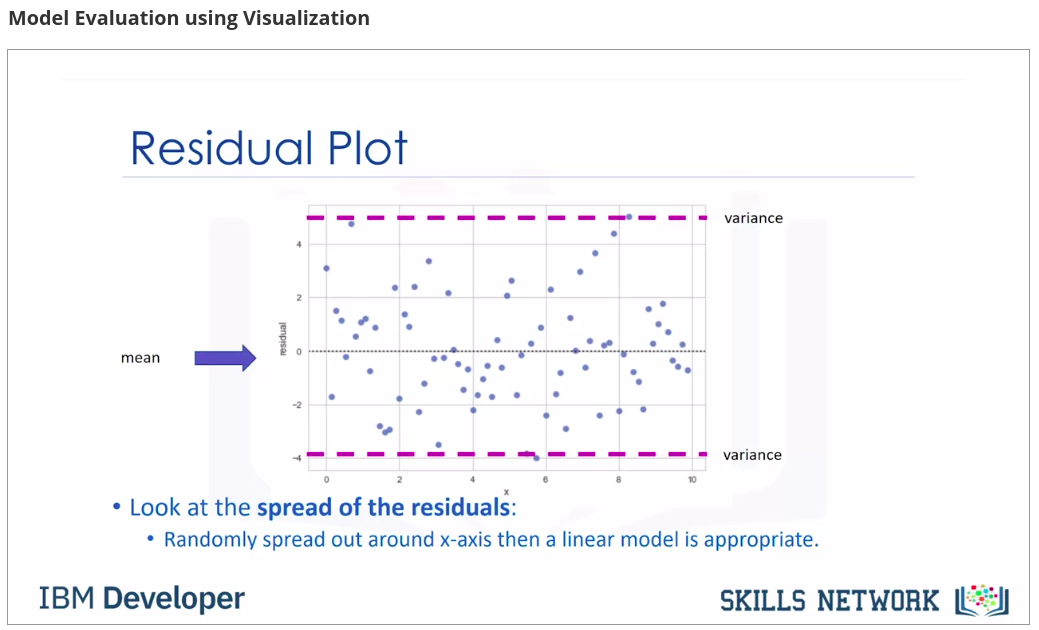 Model Evaluation using Visualization
Residual Plot
variance
4
2
mean
residual
0
−2
−4
variance
0 2 4 6 8 10
x
• Look at the spread of the residuals:
• Randomly spread out around x-axis then a linear model is appropriate.
IBM Developer
SKILLS NETWORK